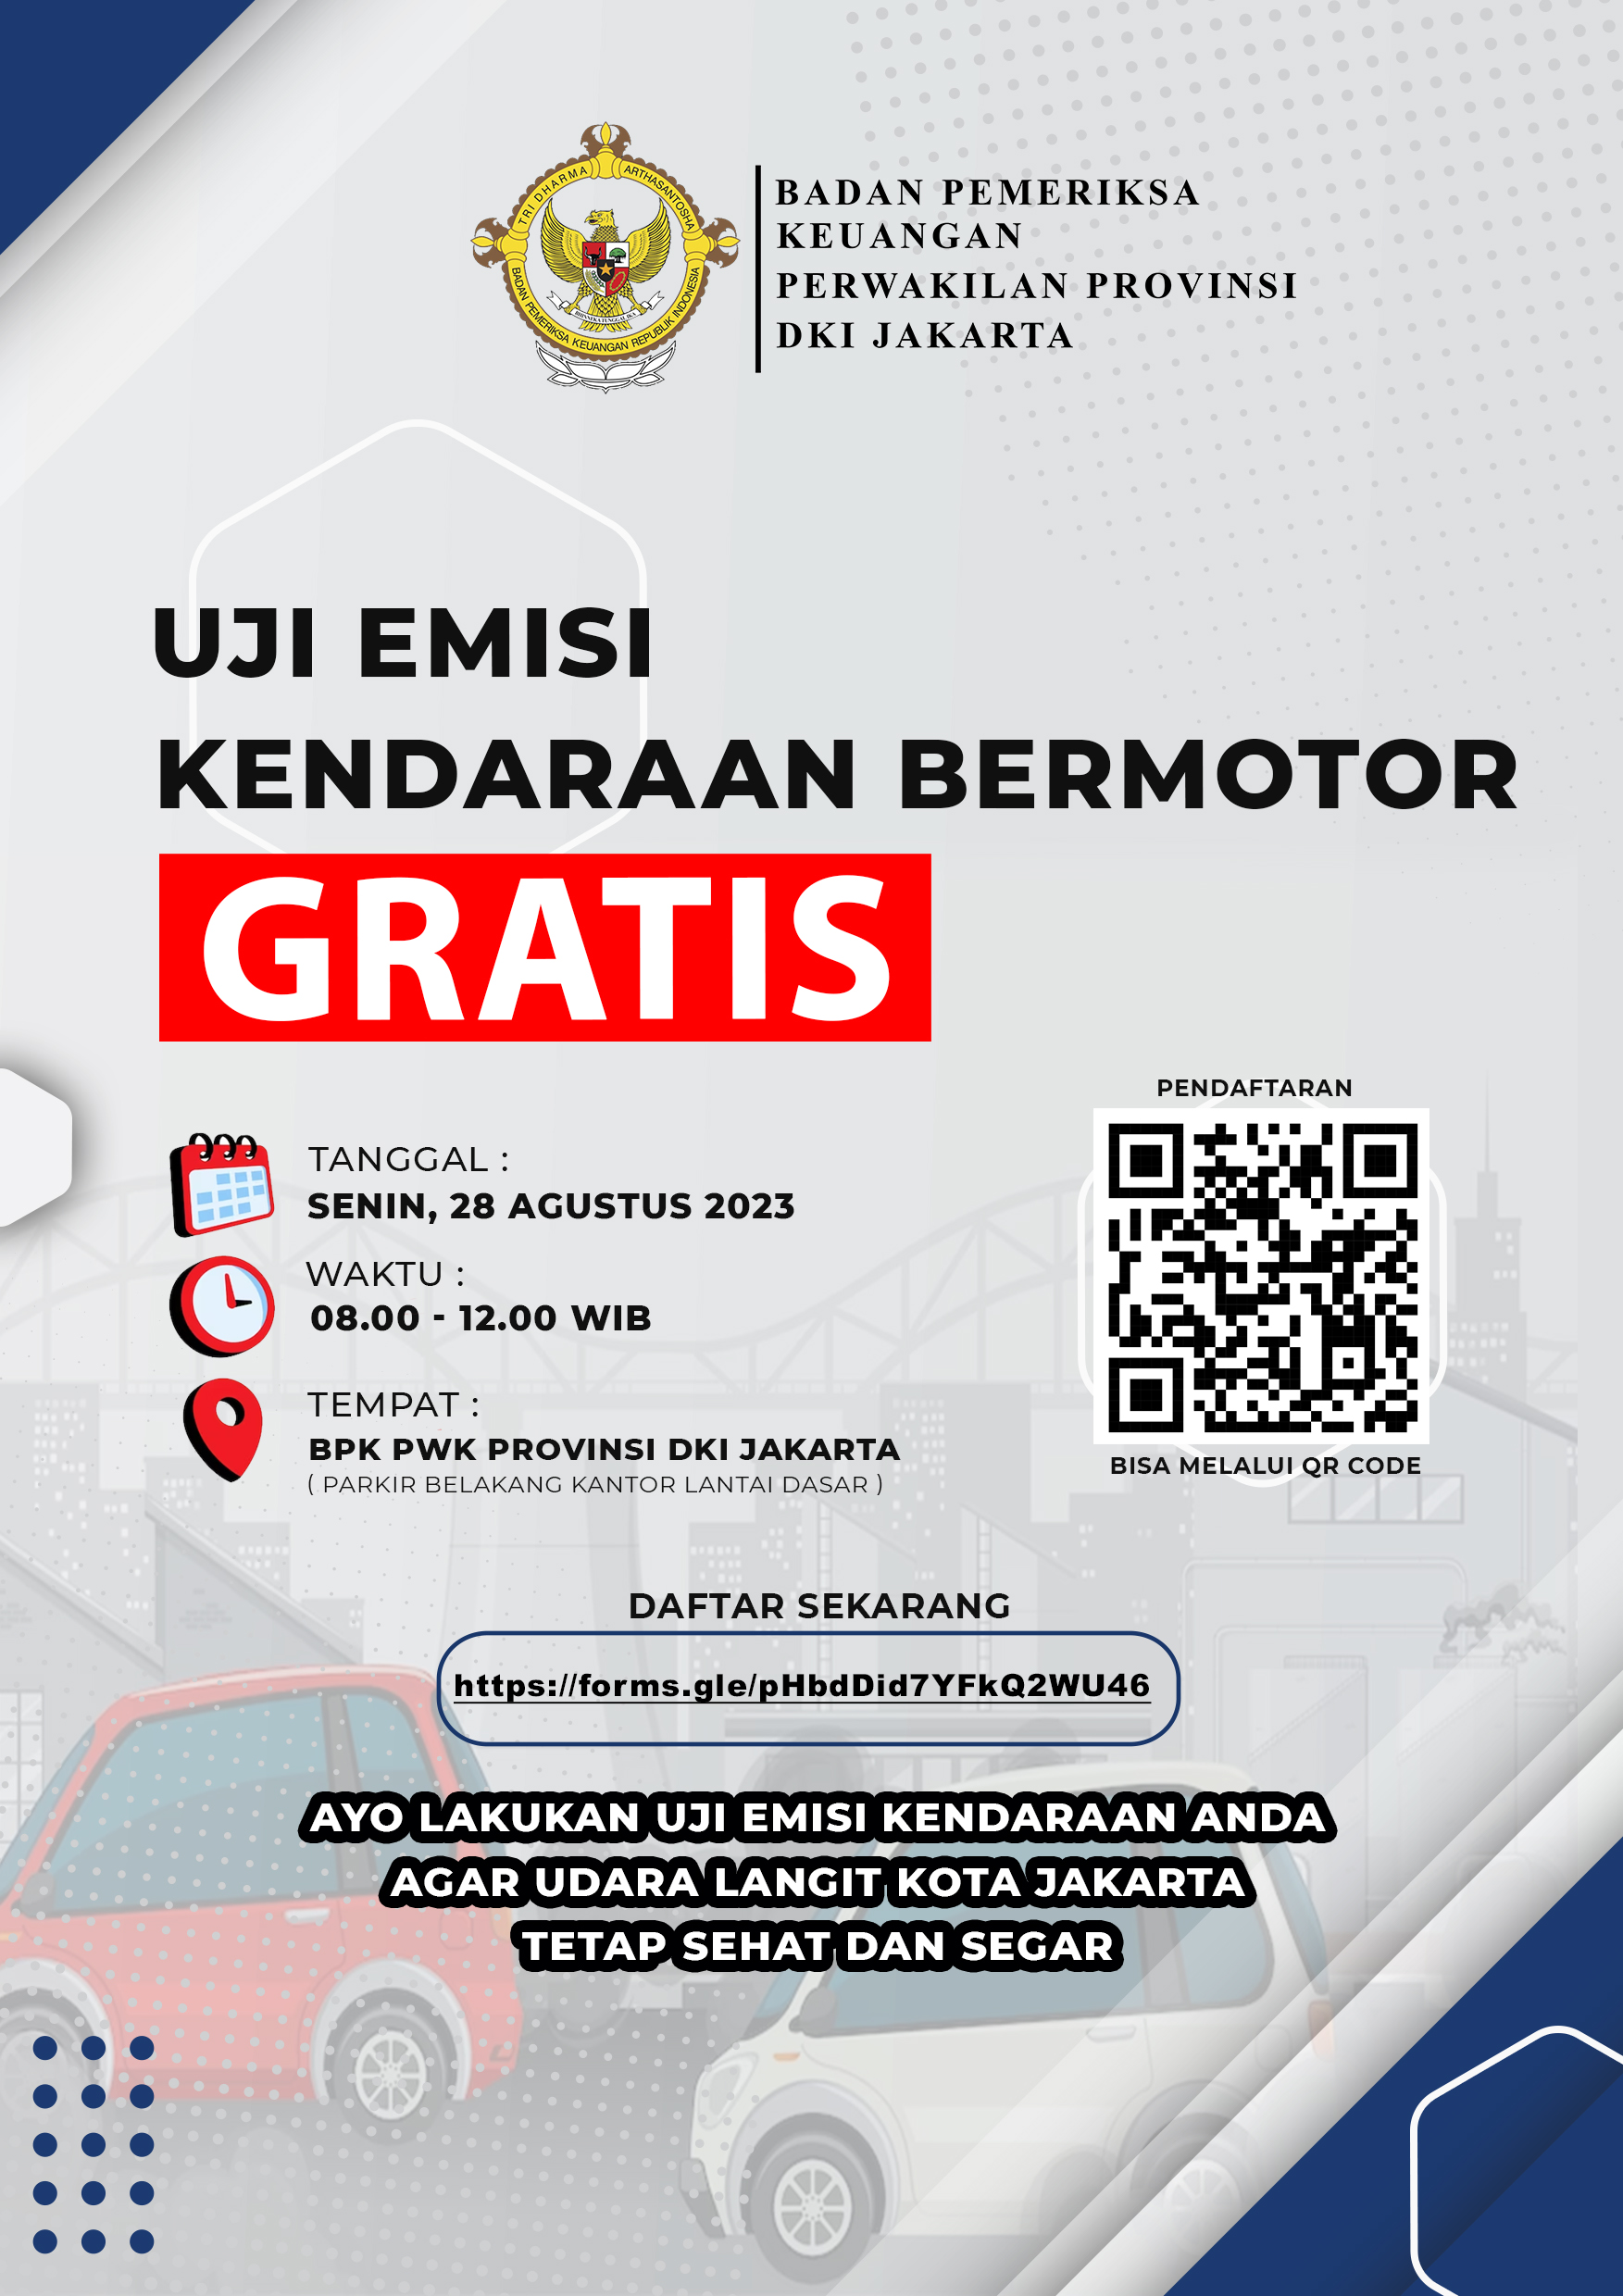 TRI DHARMA ARTHASANTOSHA
BADAN PEMERIKSA KEUANGAN REPUBLIK INDONESIA
BHINNEKA TUNGGAL IKA
BADAN PEMERIKSA
KEUANGAN
PERWAKILAN PROVINSI
DKI JAKARTA
UJI EMISI
KENDARAAN BERMOTOR
GRATIS
TANGGAL :
SENIN, 28 AGUSTUS 2023
WAKTU :
08.00 - 12.00 WIB
TEMPAT :
BPK PWK PROVINSI DKI JAKARTA
( PARKIR BELAKANG KANTOR LANTAI DASAR )
PENDAFTARAN
BISA MELALUI QR CODE
DAFTAR SEKARANG
https://forms.gle/pHbdDid7YFkQ2WU46
AYO LAKUKAN UJI EMISI KENDARAAN ANDA
AGAR UDARA LANGIT KOTA JAKARTA
TETAP SEHAT DAN SEGAR